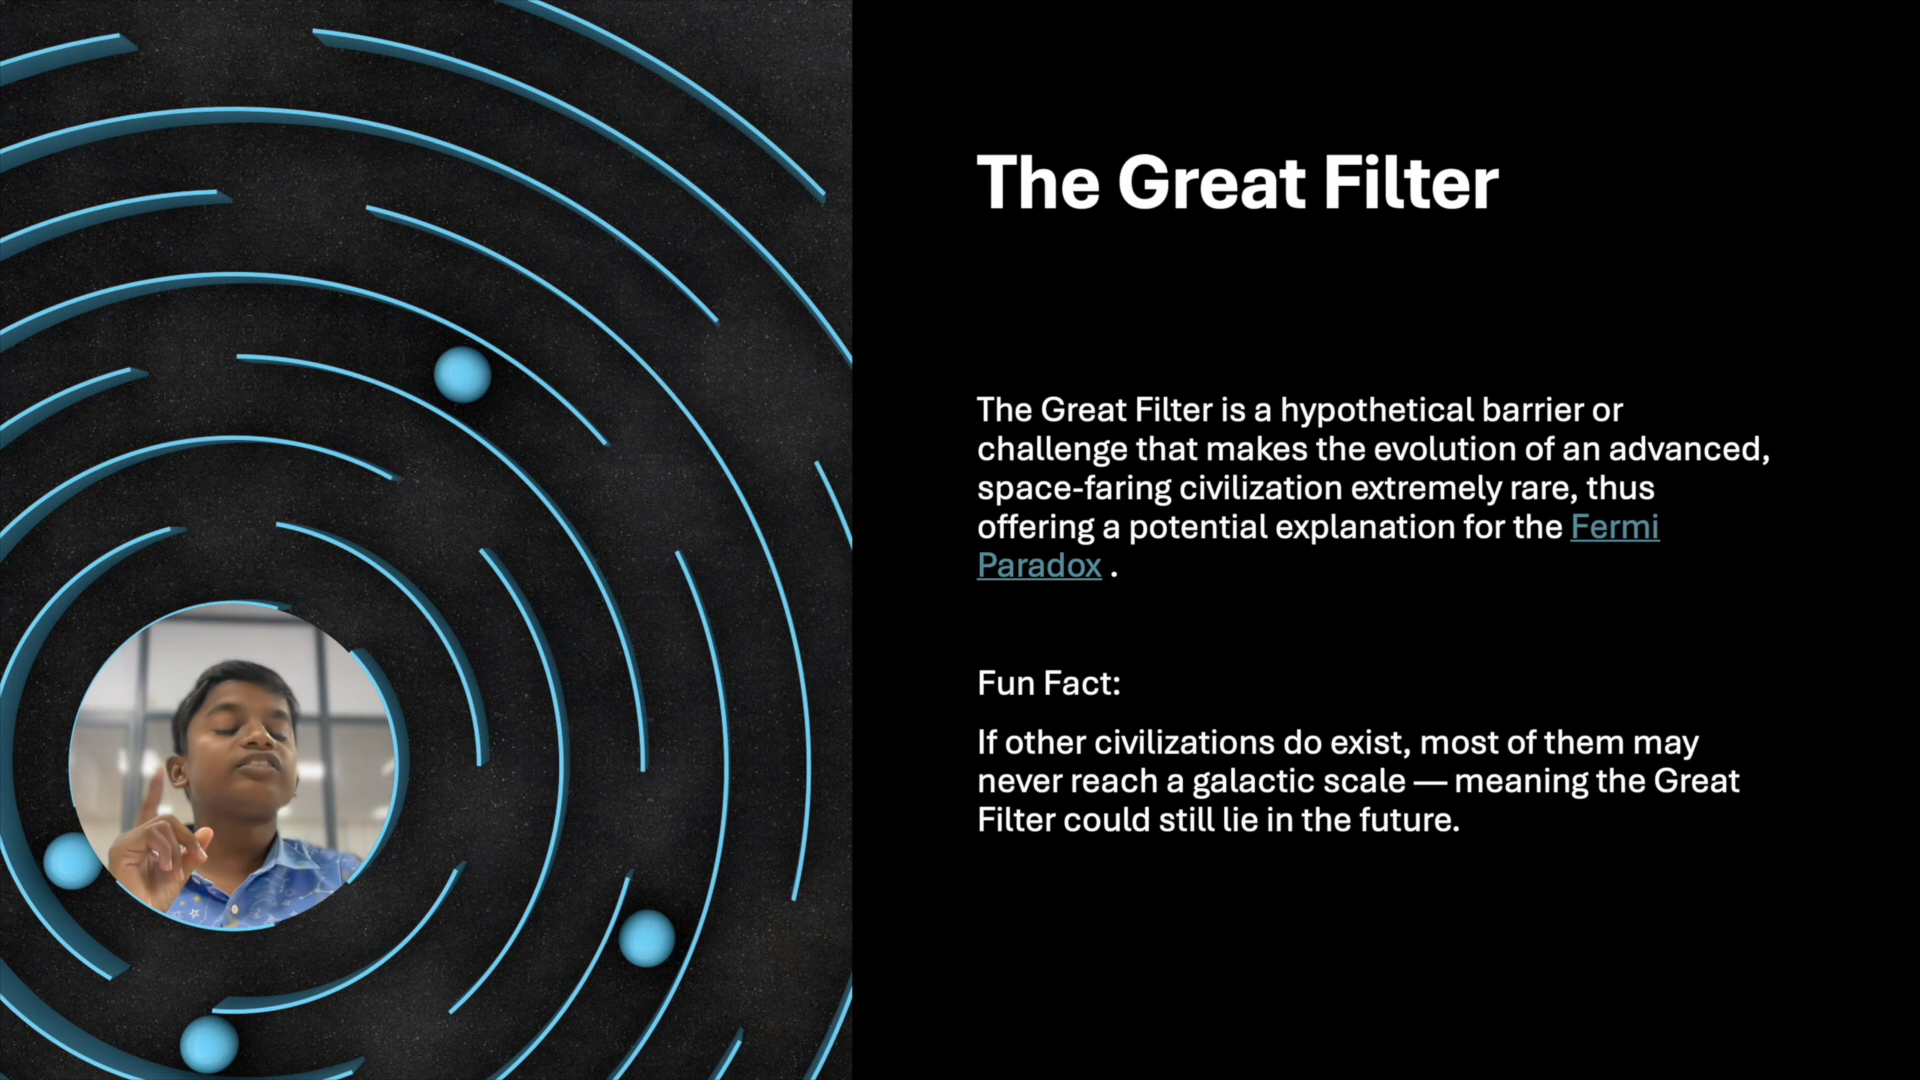 The Great Filter
The Great Filter is a hypothetical barrier or
challenge that makes the evolution of an advanced,
space-faring civilization extremely rare, thus
offering a potential explanation for the Fermi
Paradox .
Fun Fact:
If other civilizations do exist, most of them may
never reach a galactic scale — meaning the Great
Filter could still lie in the future.